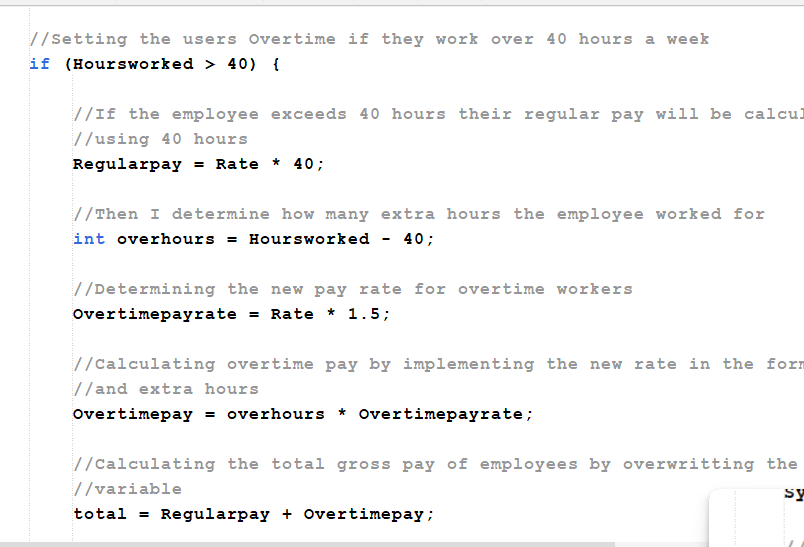 //Setting the users Overtime if they work over 40 hours a week
if (Hoursworked > 40) {
//If the employee exceeds 40 hours their regular pay will be
//using 40 hours
Regularpay = Rate * 40;
//Then I determine how many extra hours the employee worked for
int overhours = Hoursworked - 40;
//Determining the new pay rate for overtime workers
Overtimepayrate = Rate * 1.5;
//Calculating overtime pay by implementing the new rate in the
//and extra hours
Overtimepay = overhours * Overtimepayrate;
//Calculating the total gross pay of employees by overwritting the
//variable
total = Regularpay + Overtimepay;